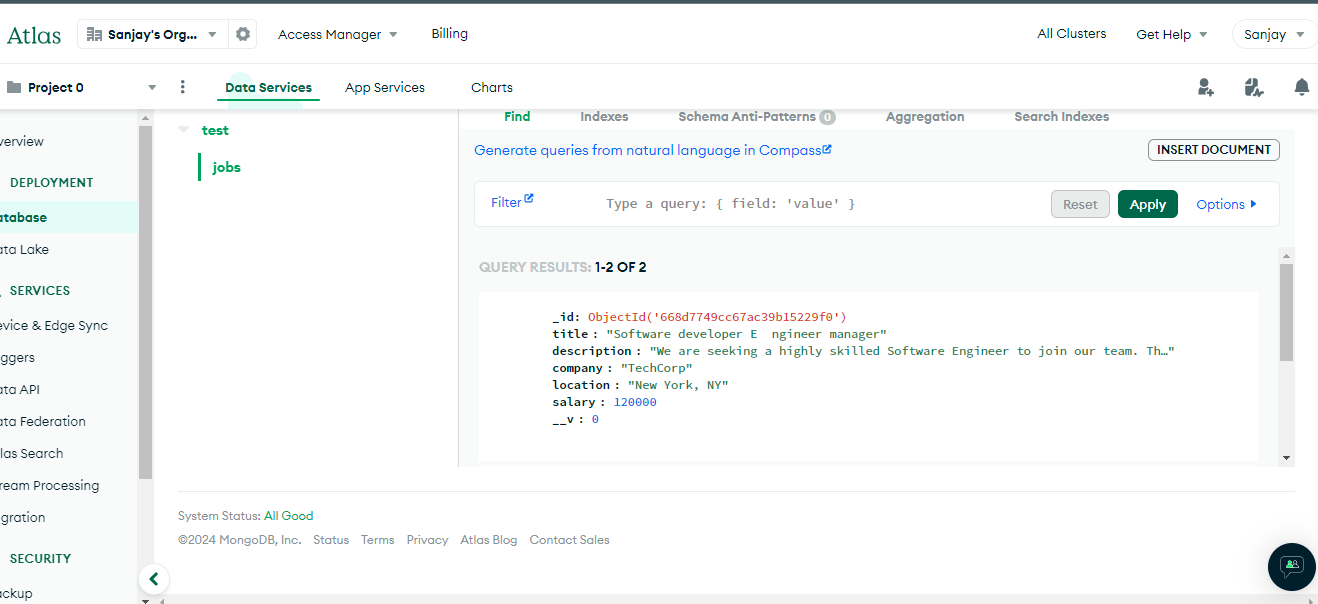 Atlas Sanjay's Org... Access Manager Billing All Clusters Get Help Sanjay
Project 0 Data Services App Services Charts
verview
DEPLOYMENT
atabase
ata Lake
SERVICES
evice & Edge Sync
ggers
ata API
ata Federation
las Search
ream Processing
gration
SECURITY
ackup
test
jobs
Find Indexes Schema Anti-Patterns 0 Aggregation Search Indexes
Generate queries from natural language in Compass
INSERT DOCUMENT
Filter Type a query: { field: 'value' } Reset Apply Options
QUERY RESULTS: 1-2 OF 2
_id: ObjectId('668d7749cc67ac39b15229f0')
title : "Software developer E  ngineer manager"
description : "We are seeking a highly skilled Software Engineer to join our team. Th…"
company : "TechCorp"
location : "New York, NY"
salary : 120000
__v : 0
System Status: All Good
©2024 MongoDB, Inc. Status Terms Privacy Atlas Blog Contact Sales